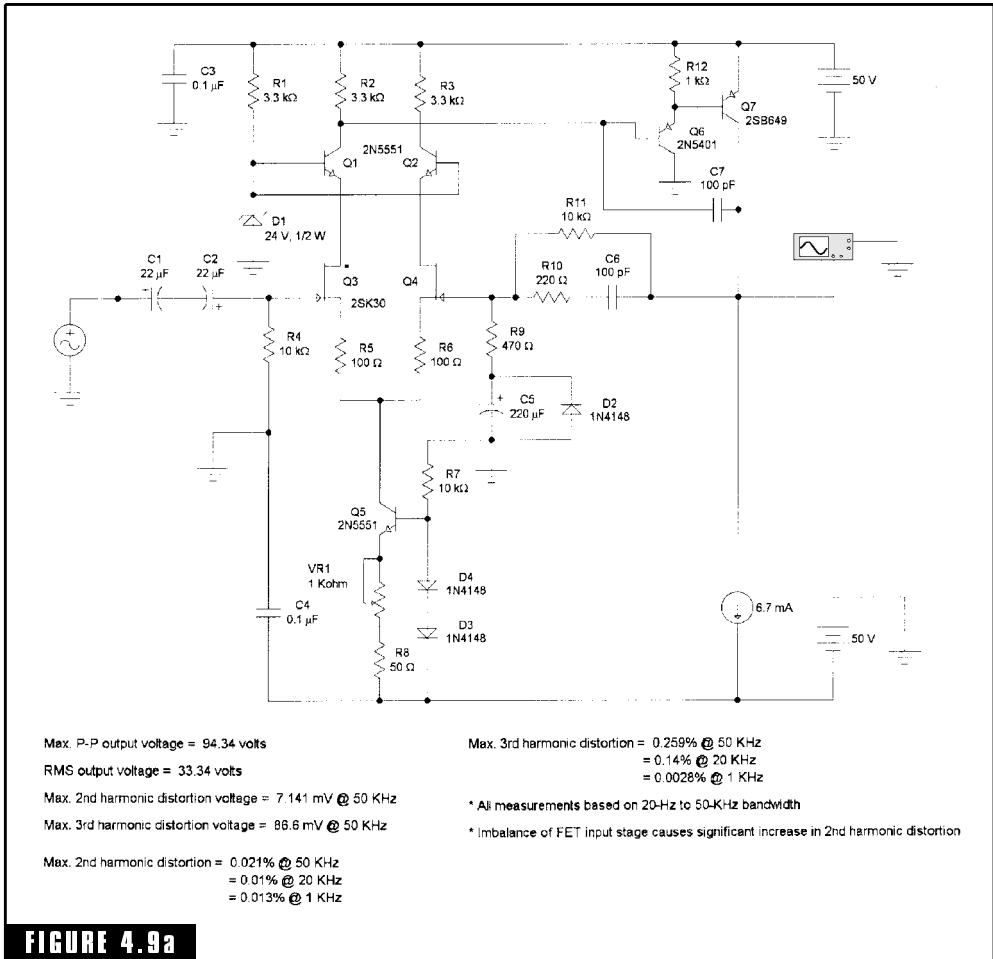 C3
0.1 µF
R1
3.3 kΩ
R2
3.3 kΩ
R3
3.3 kΩ
R12
1 kΩ
50 V
Q7
2SB649
Q6
2N5401
2N5551
Q1
Q2
C7
100 pF
D1
24 V, 1/2 W
R11
10 kΩ
C1
22 µF
C2
22 µF
Q3
2SK30
Q4
R10
220 Ω
C6
100 pF
R4
10 kΩ
R5
100 Ω
R6
100 Ω
R9
470 Ω
+
C5
220 µF
D2
1N4148
R7
10 kΩ
Q5
2N5551
VR1
1 Kohm
D4
1N4148
C4
0.1 µF
D3
1N4148
6.7 mA
50 V
R8
50 Ω
Max. P-P output voltage = 94.34 volts
RMS output voltage = 33.34 volts
Max. 2nd harmonic distortion voltage = 7.141 mV @ 50 KHz
Max. 3rd harmonic distortion voltage = 86.6 mV @ 50 KHz
Max. 2nd harmonic distortion = 0.021% @ 50 KHz
= 0.01% @ 20 KHz
= 0.013% @ 1 KHz
Max. 3rd harmonic distortion = 0.259% @ 50 KHz
= 0.14% @ 20 KHz
= 0.0028% @ 1 KHz
* All measurements based on 20-Hz to 50-KHz bandwidth
* Imbalance of FET input stage causes significant increase in 2nd harmonic distortion
FIGURE 4.9a